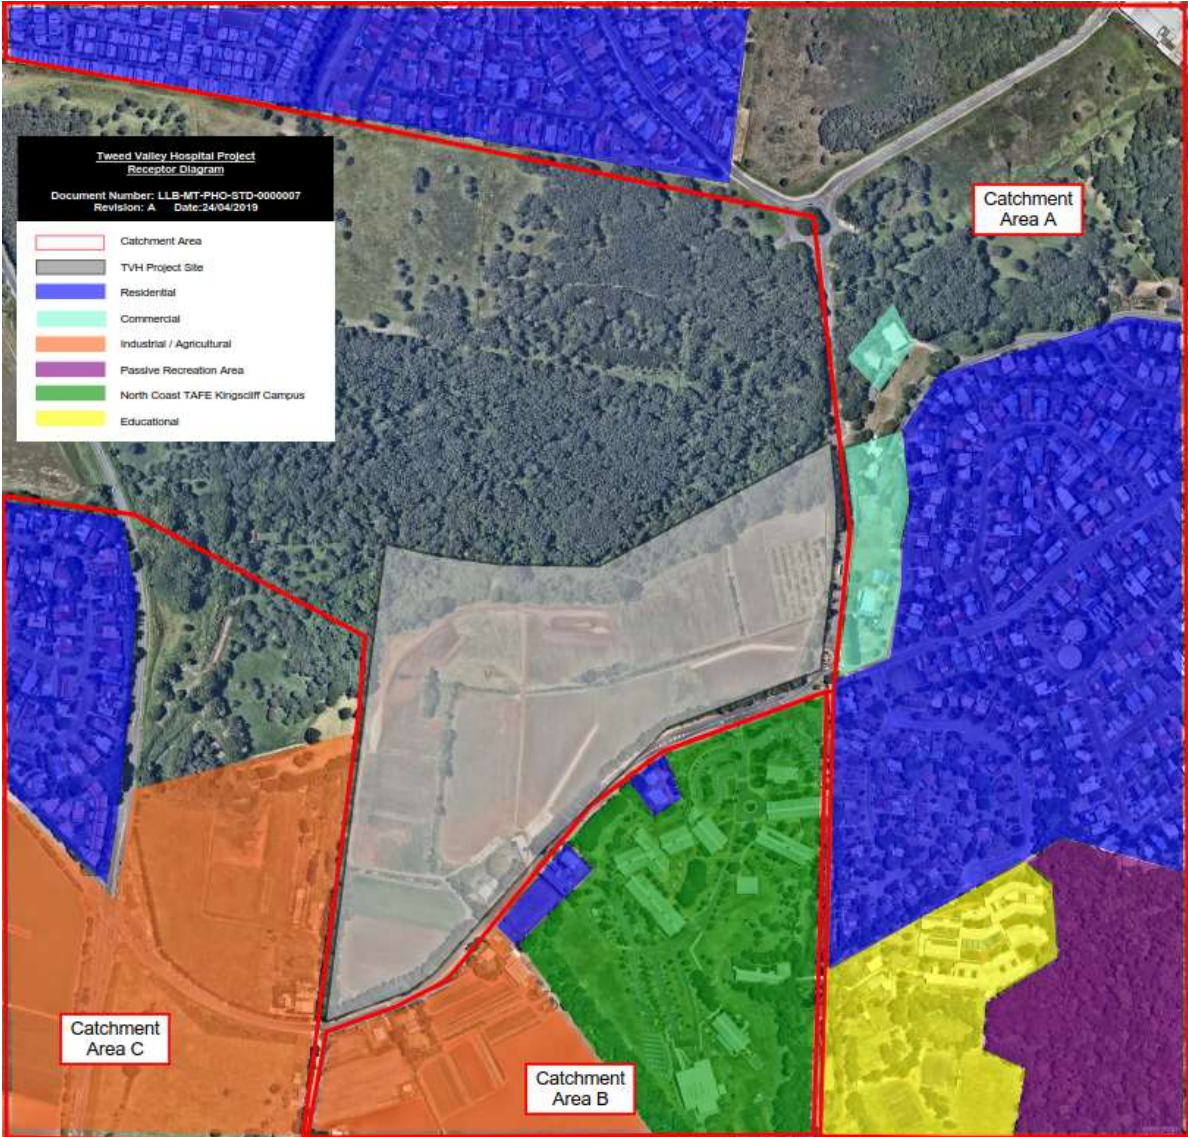 Tweed Valley Hospital Project
Receptor Diagram
Document Number: LLB-MT-PHO-STD-0000007
Revision: A Date:24/04/2019
Catchment Area
TVH Project Site
Residential
Commercial
Industrial / Agricultural
Passive Recreation Area
North Coast TAFE Kingscliff Campus
Educational
Catchment
Area A
Catchment
Area C
Catchment
Area B